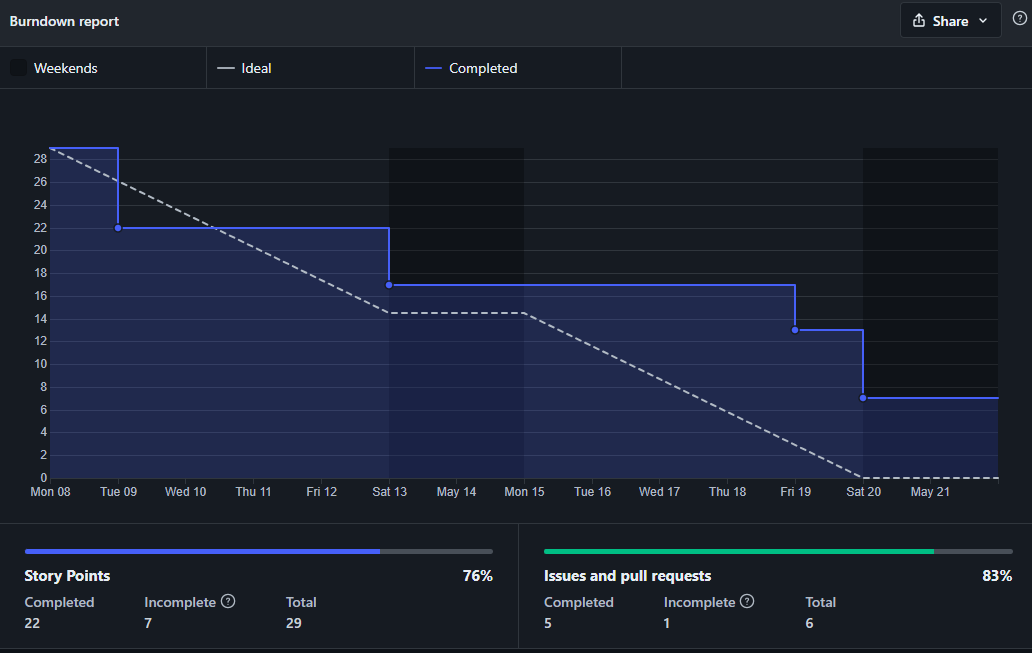 Burndown report
Share
Weekends
Ideal
Completed
28
26
24
22
20
18
16
14
12
10
8
6
4
2
0
Mon 08 Tue 09 Wed 10 Thu 11 Fri 12 Sat 13 May 14 Mon 15 Tue 16 Wed 17 Thu 18 Fri 19 Sat 20 May 21
Story Points 76%
Completed Incomplete ? Total
22 7 29
Issues and pull requests 83%
Completed Incomplete ? Total
5 1 6